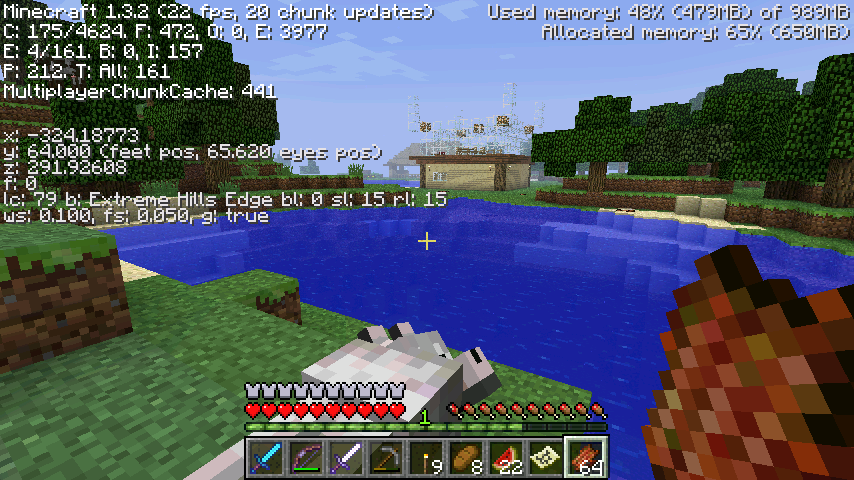 Minecraft 1.3.2 (22 fps, 20 chunk updates)
C: 175/4624. F: 472, O: 0, E: 3977
E: 4/161. B: 0, I: 157
P: 212. T: All: 161
MultiplayerChunkCache: 441
x: -324.18773
y: 64.000 (feet pos, 65.620 eyes pos)
z: 291.92608
f: 0
lc: 79 b: Extreme Hills Edge bl: 0 sl: 15 rl: 15
ws: 0.100, fs: 0.050, g: true
Used memory: 48% (479MB) of 989MB
Allocated memory: 65% (650MB)
1
9 8 22 64